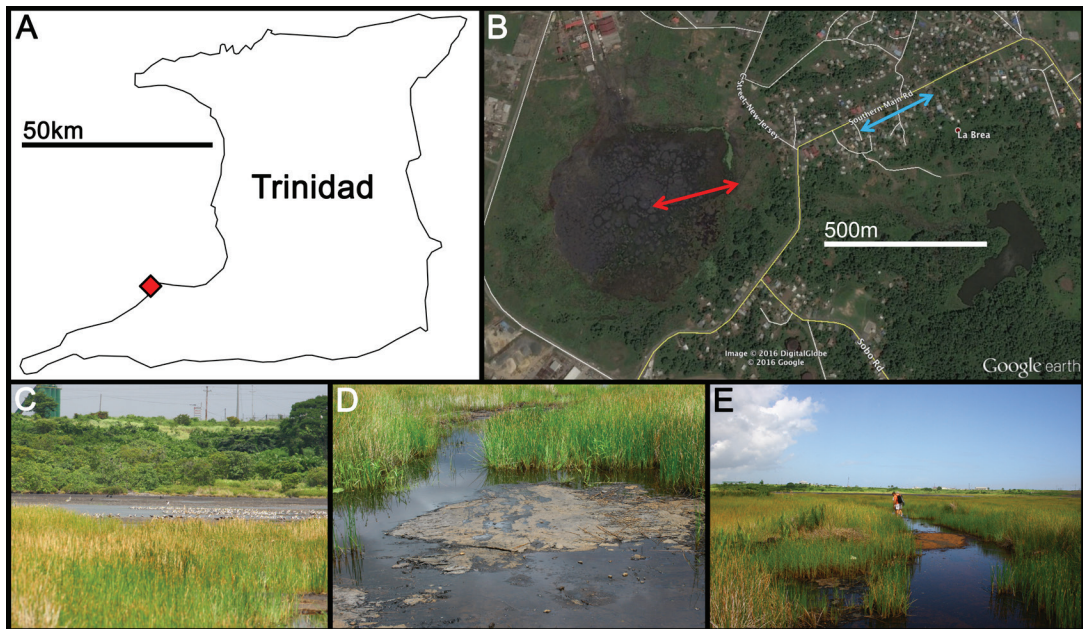 A
50km
Trinidad
B
C-Street-New-Jersey
Southern-Main-Rd
La Brea
500m
Sobo Rd
Image © 2016 DigitalGlobe
© 2016 Google
Google earth
C
D
E